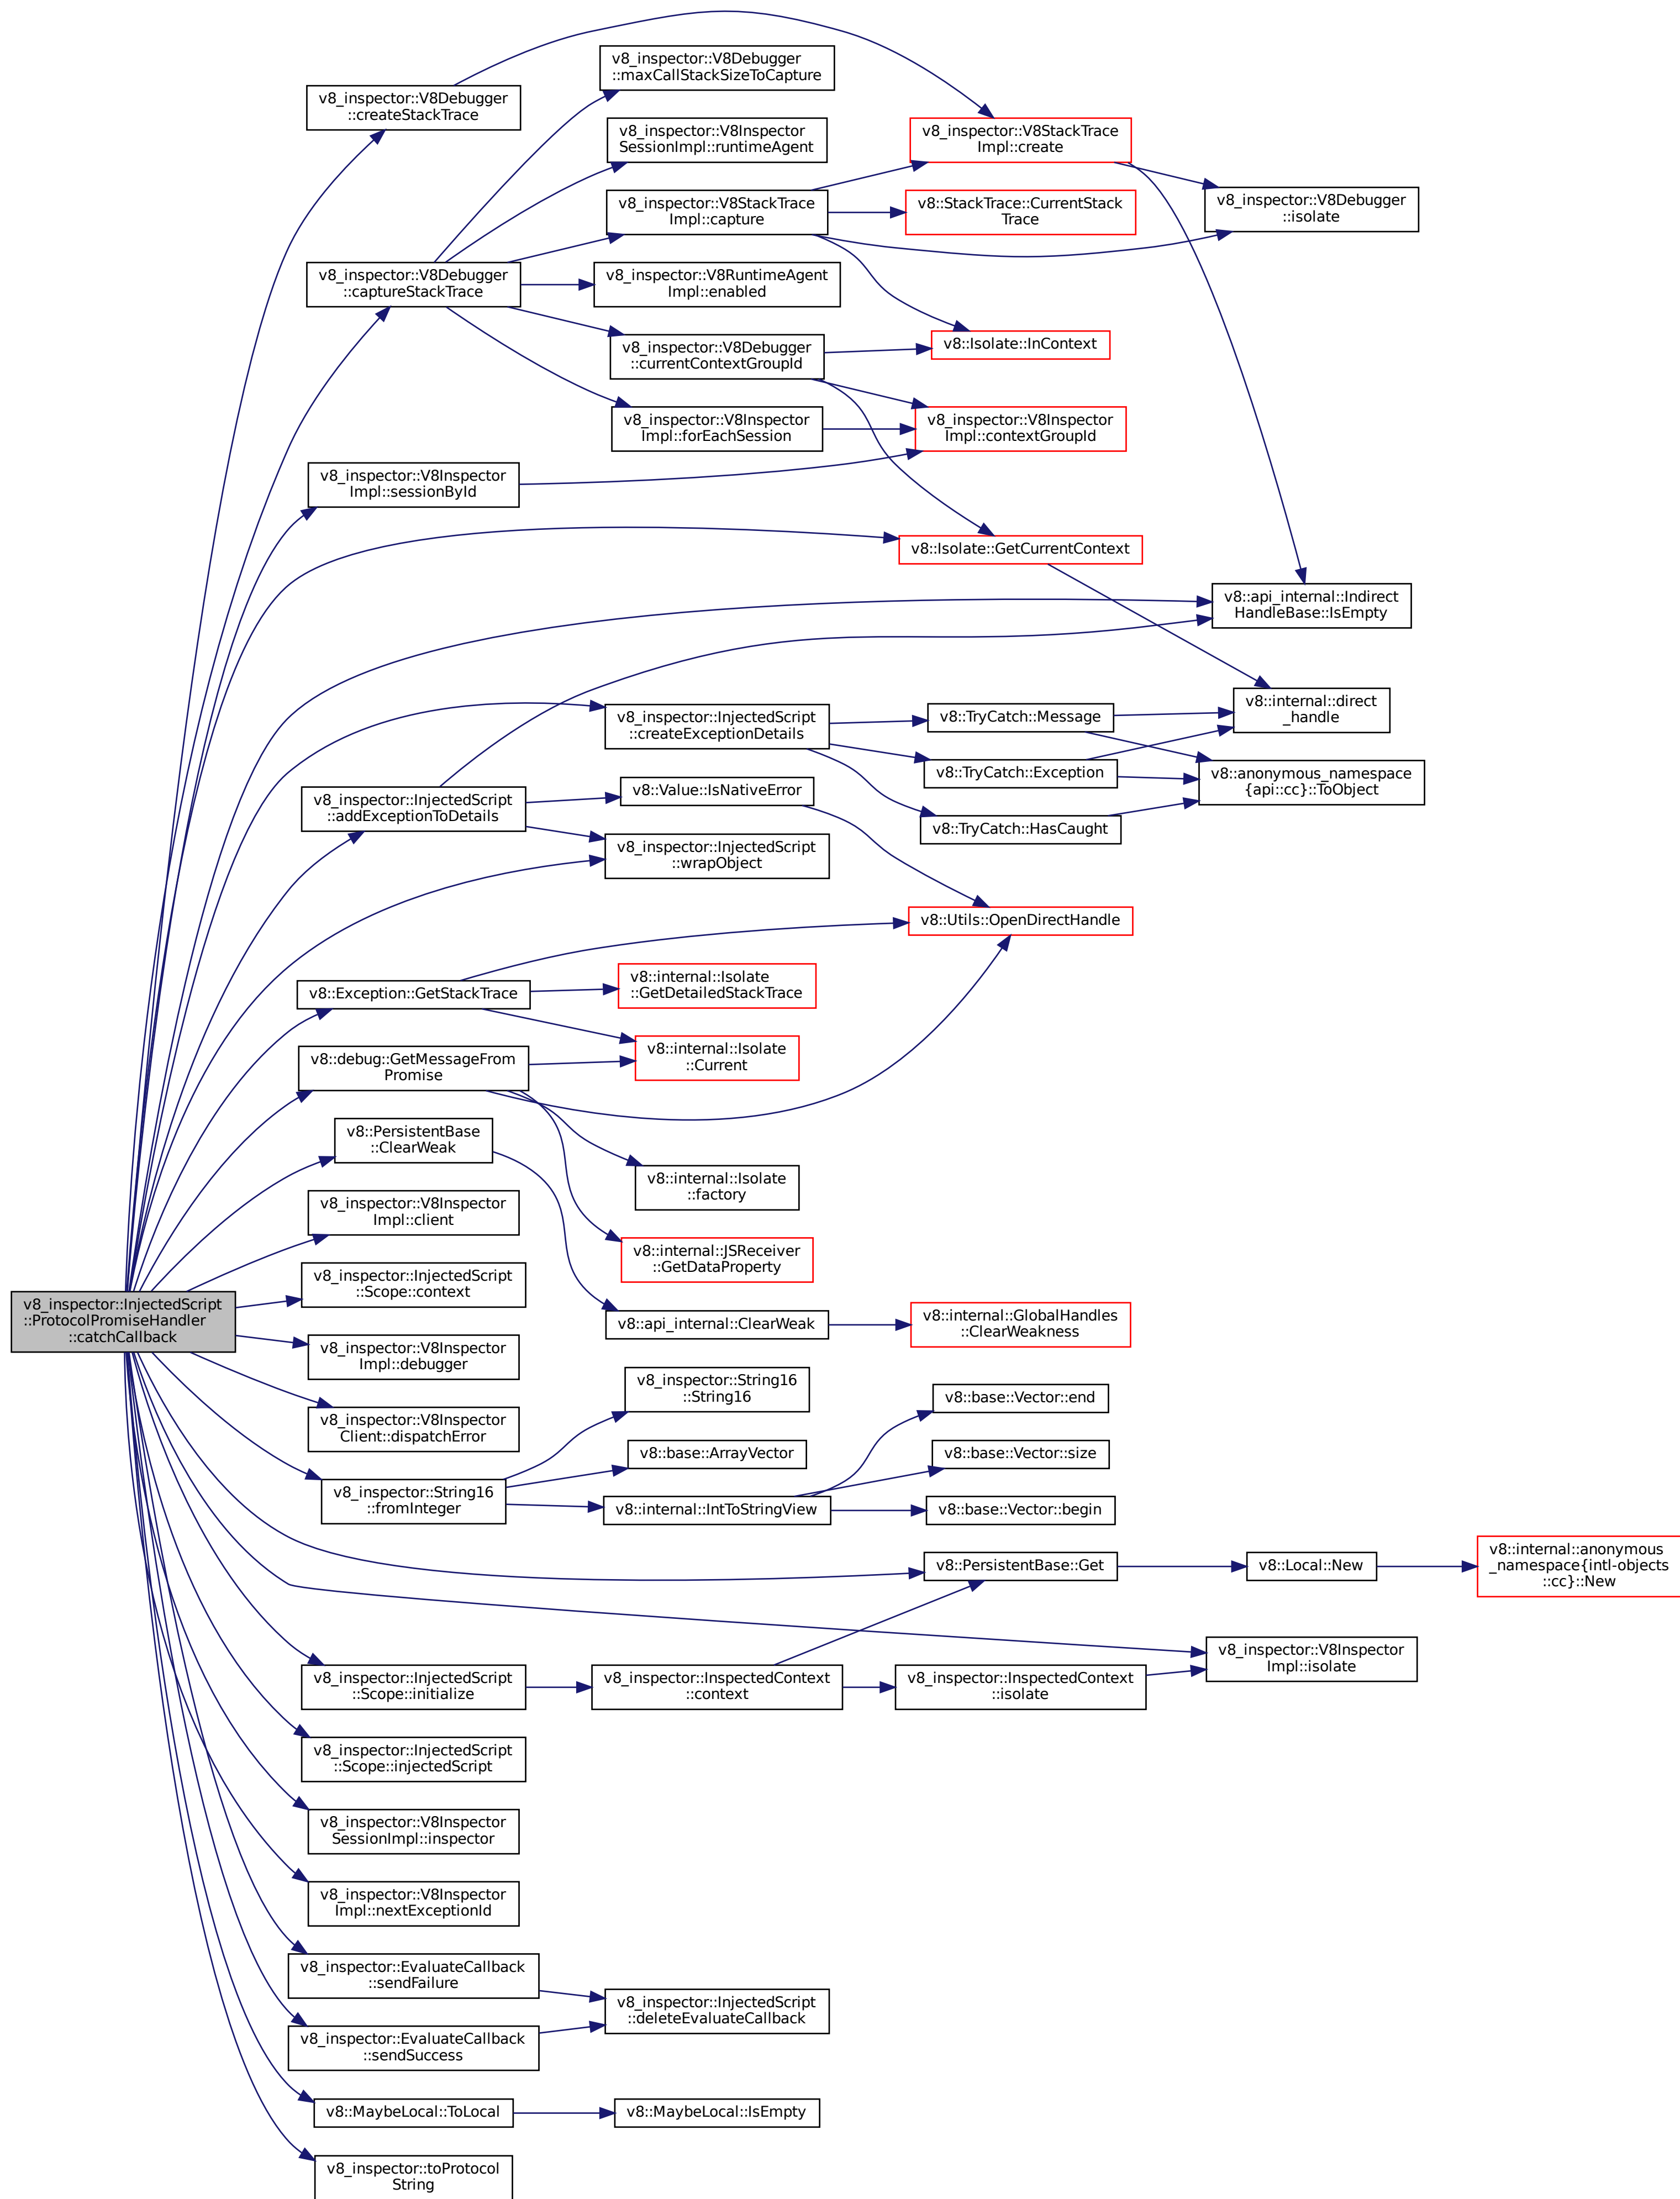 v8_inspector::InjectedScript
::ProtocolPromiseHandler
::catchCallback
v8_inspector::V8Debugger
::createStackTrace
v8_inspector::V8Debugger
::captureStackTrace
v8_inspector::V8Inspector
Impl::sessionById
v8_inspector::InjectedScript
::addExceptionToDetails
v8::Exception::GetStackTrace
v8::debug::GetMessageFrom
Promise
v8::PersistentBase
::ClearWeak
v8_inspector::V8Inspector
Impl::client
v8_inspector::InjectedScript
::Scope::context
v8_inspector::V8Inspector
Impl::debugger
v8_inspector::V8Inspector
Client::dispatchError
v8_inspector::String16
::fromInteger
v8_inspector::InjectedScript
::Scope::initialize
v8_inspector::InjectedScript
::Scope::injectedScript
v8_inspector::V8Inspector
SessionImpl::inspector
v8_inspector::V8Inspector
Impl::nextExceptionId
v8_inspector::EvaluateCallback
::sendFailure
v8_inspector::EvaluateCallback
::sendSuccess
v8::MaybeLocal::ToLocal
v8_inspector::toProtocol
String
v8_inspector::V8Debugger
::maxCallStackSizeToCapture
v8_inspector::V8Inspector
SessionImpl::runtimeAgent
v8_inspector::V8StackTrace
Impl::capture
v8_inspector::V8RuntimeAgent
Impl::enabled
v8_inspector::V8Debugger
::currentContextGroupId
v8_inspector::V8Inspector
Impl::forEachSession
v8_inspector::InjectedScript
::createExceptionDetails
v8::Value::IsNativeError
v8_inspector::InjectedScript
::wrapObject
v8::internal::Isolate
::GetDetailedStackTrace
v8::internal::Isolate
::Current
v8::internal::Isolate
::factory
v8::internal::JSReceiver
::GetDataProperty
v8::api_internal::ClearWeak
v8_inspector::String16
::String16
v8::base::ArrayVector
v8::internal::IntToStringView
v8_inspector::InspectedContext
::context
v8_inspector::InjectedScript
::deleteEvaluateCallback
v8::MaybeLocal::IsEmpty
v8_inspector::V8StackTrace
Impl::create
v8::StackTrace::CurrentStack
Trace
v8::Isolate::InContext
v8_inspector::V8Inspector
Impl::contextGroupId
v8::Isolate::GetCurrentContext
v8::TryCatch::Message
v8::TryCatch::Exception
v8::TryCatch::HasCaught
v8::Utils::OpenDirectHandle
v8::internal::GlobalHandles
::ClearWeakness
v8::base::Vector::end
v8::base::Vector::size
v8::base::Vector::begin
v8::PersistentBase::Get
v8_inspector::InspectedContext
::isolate
v8_inspector::V8Debugger
::isolate
v8::api_internal::Indirect
HandleBase::IsEmpty
v8::internal::direct
_handle
v8::anonymous_namespace
{api::cc}::ToObject
v8::Local::New
v8_inspector::V8Inspector
Impl::isolate
v8::internal::anonymous
_namespace{intl-objects
::cc}::New